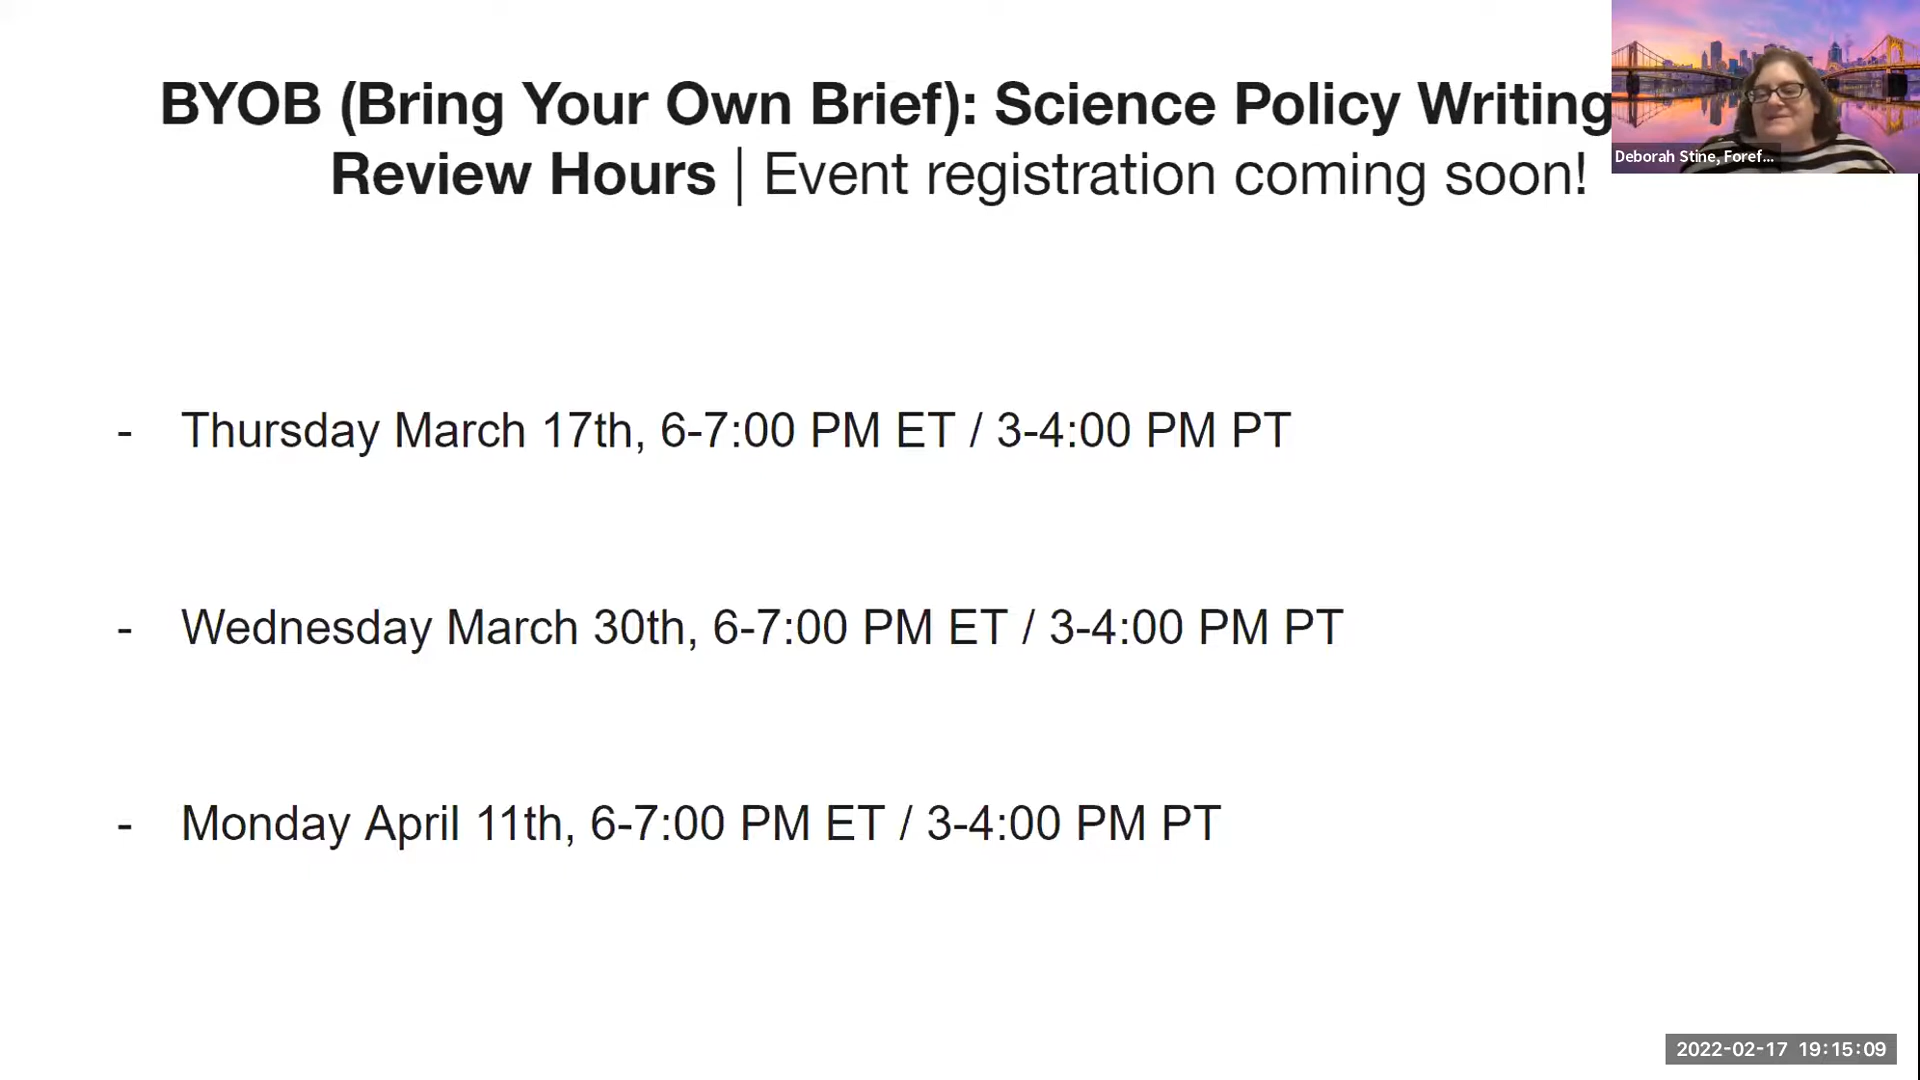 BYOB (Bring Your Own Brief): Science Policy Writing
Review Hours | Event registration coming soon!
Deborah Stine, Foref...
- Thursday March 17th, 6-7:00 PM ET / 3-4:00 PM PT
- Wednesday March 30th, 6-7:00 PM ET / 3-4:00 PM PT
- Monday April 11th, 6-7:00 PM ET / 3-4:00 PM PT
2022-02-17 19:15:09